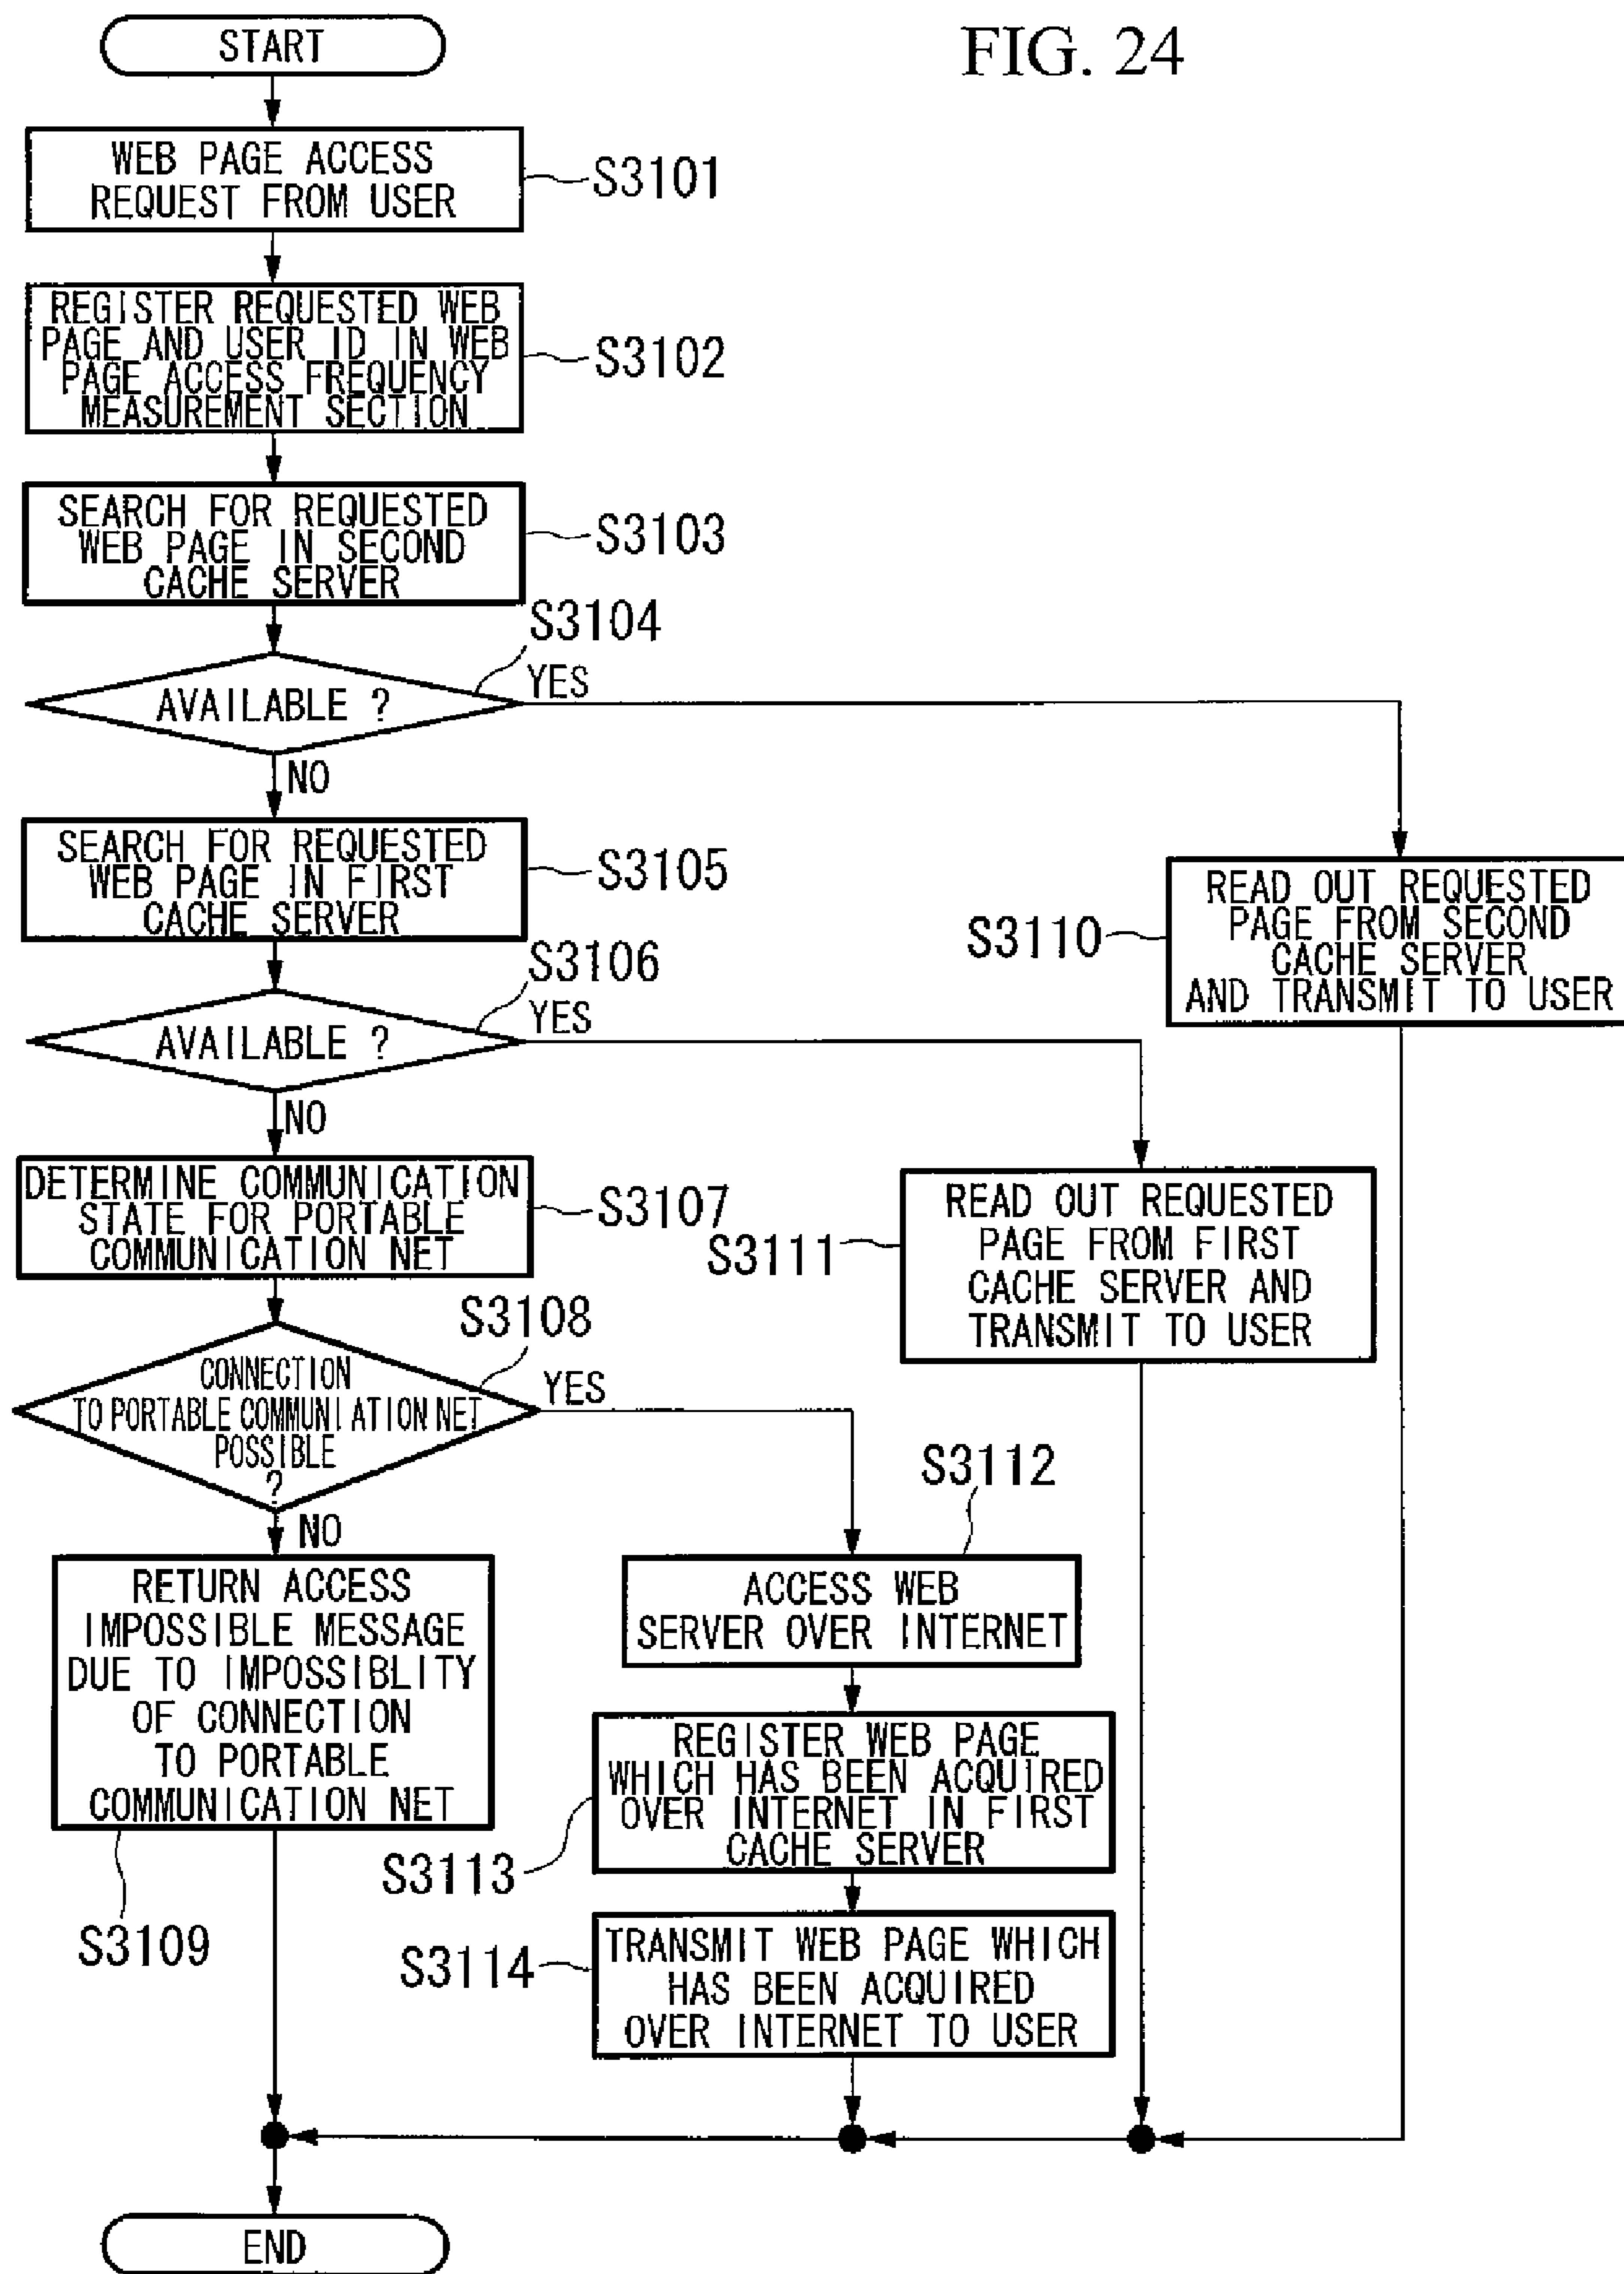 START
FIG. 24
WEB PAGE ACCESS
REQUEST FROM USER
S3101
REGISTER REQUESTED WEB
PAGE AND USER ID IN WEB
PAGE ACCESS FREQUENCY
MEASUREMENT SECTION
S3102
SEARCH FOR REQUESTED
WEB PAGE IN SECOND
CACHE SERVER
S3103
S3104
AVAILABLE ?
YES
NO
SEARCH FOR REQUESTED
WEB PAGE IN FIRST
CACHE SERVER
S3105
READ OUT REQUESTED
PAGE FROM SECOND
CACHE SERVER
AND TRANSMIT TO USER
S3110
S3106
AVAILABLE ?
YES
NO
DETERMINE COMMUNICATION
STATE FOR PORTABLE
COMMUNICATION NET
S3107
READ OUT REQUESTED
PAGE FROM FIRST
CACHE SERVER AND
TRANSMIT TO USER
S3111
S3108
CONNECTION
TO PORTABLE COMMUNIATION NET
POSSIBLE
?
YES
NO
S3112
RETURN ACCESS
IMPOSSIBLE MESSAGE
DUE TO IMPOSSIBLITY
OF CONNECTION
TO PORTABLE
COMMUNICATION NET
S3109
ACCESS WEB
SERVER OVER INTERNET
REGISTER WEB PAGE
WHICH HAS BEEN ACQUIRED
OVER INTERNET IN FIRST
CACHE SERVER
S3113
TRANSMIT WEB PAGE WHICH
HAS BEEN ACQUIRED
OVER INTERNET TO USER
S3114
END